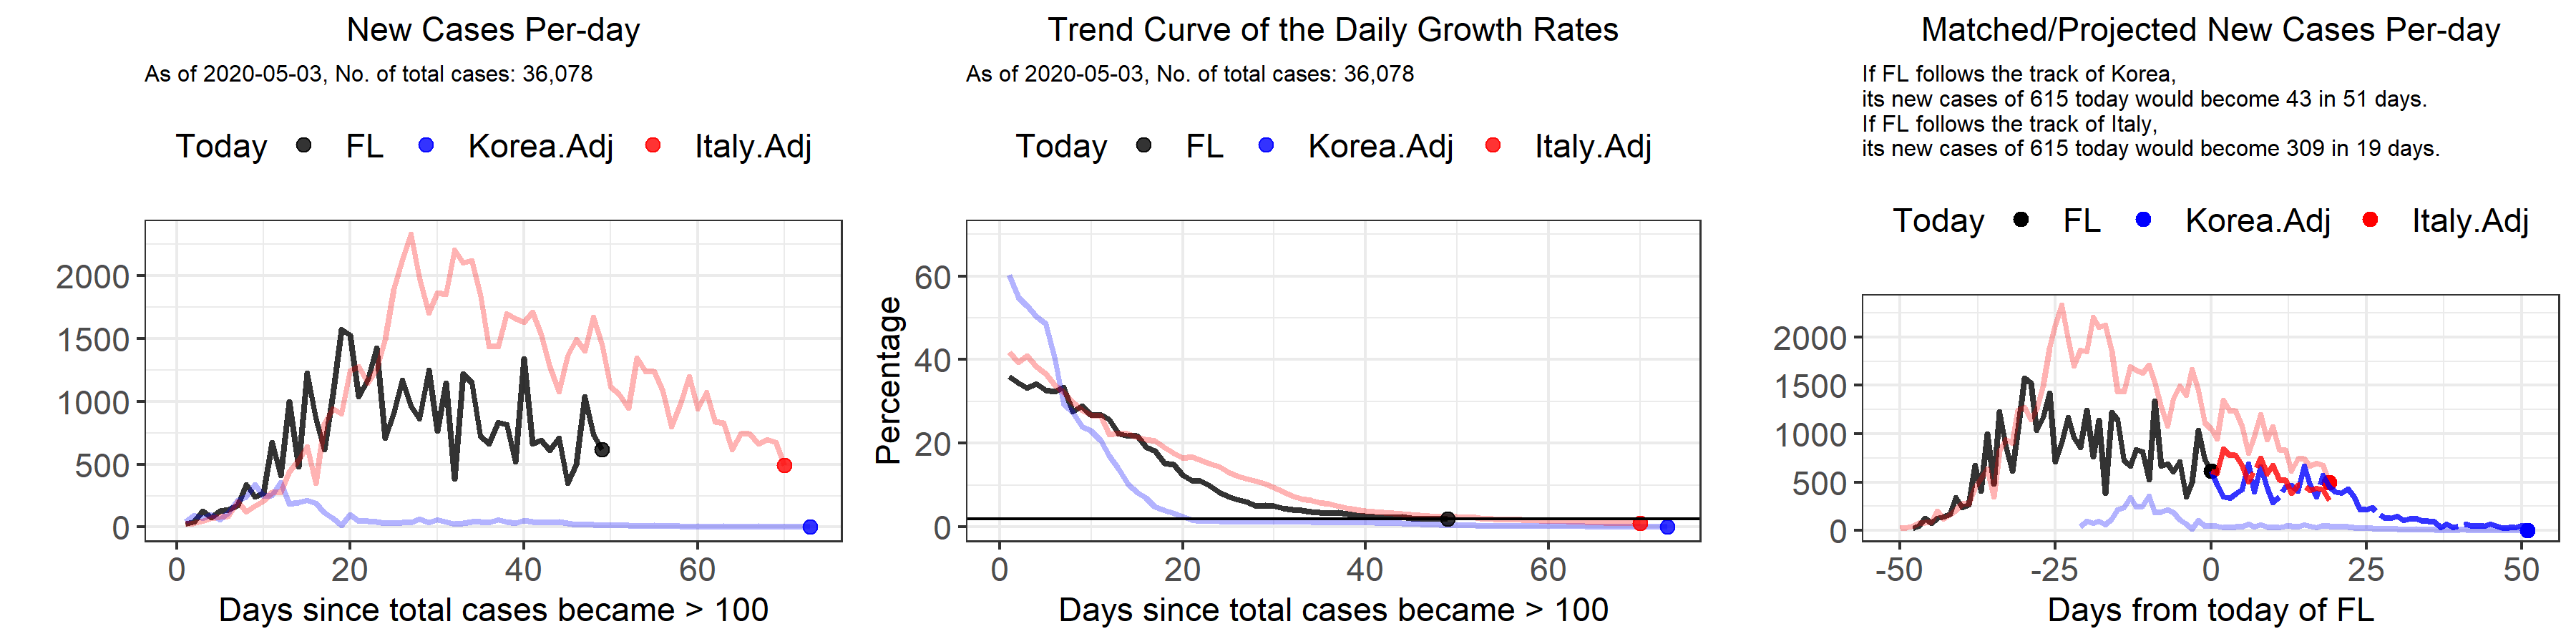 New Cases Per-day
As of 2020-05-03, No. of total cases: 36,078
Today FL Korea.Adj Italy.Adj
2000
1500
1000
500
0
0 20 40 60
Days since total cases became > 100
Trend Curve of the Daily Growth Rates
As of 2020-05-03, No. of total cases: 36,078
Today FL Korea.Adj Italy.Adj
Percentage
60
40
20
0
0 20 40 60
Days since total cases became > 100
Matched/Projected New Cases Per-day
If FL follows the track of Korea,
its new cases of 615 today would become 43 in 51 days.
If FL follows the track of Italy,
its new cases of 615 today would become 309 in 19 days.
Today FL Korea.Adj Italy.Adj
2000
1500
1000
500
0
-50 -25 0 25 50
Days from today of FL